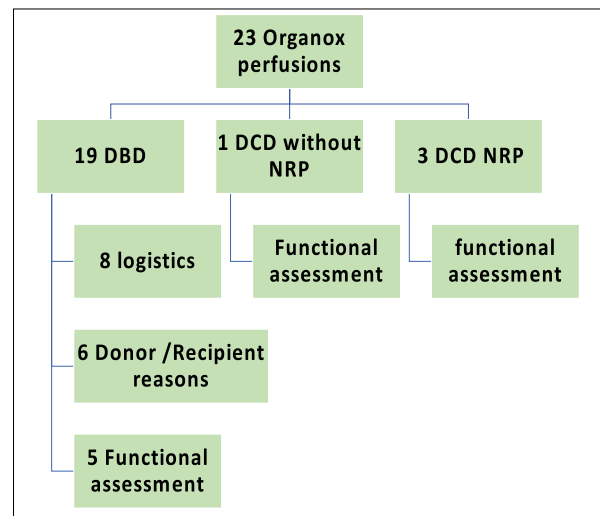 23 Organox
perfusions
19 DBD
1 DCD without
NRP
3 DCD NRP
8 logistics
Functional
assessment
functional
assessment
6 Donor /Recipient
reasons
5 Functional
assessment